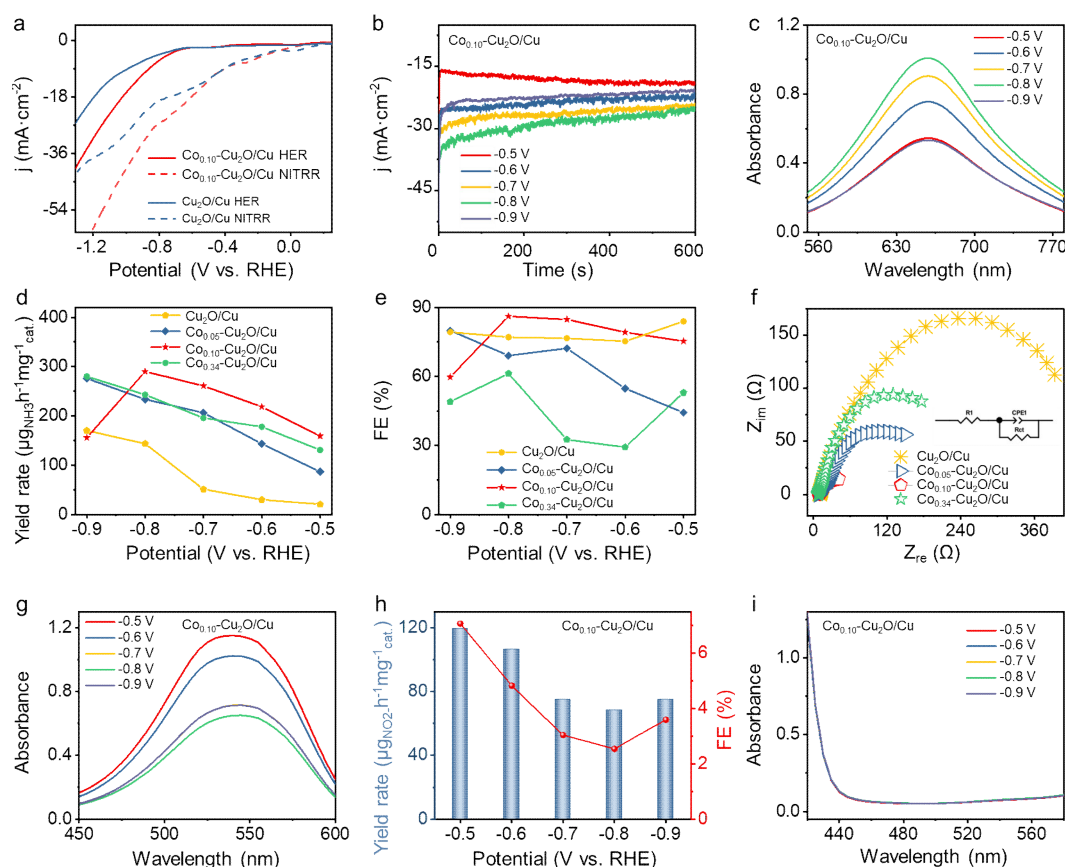 a
0
-18
-36
-54
j (mA·cm⁻²)
Co0.10-Cu2O/Cu HER
Co0.10-Cu2O/Cu NITRR
Cu2O/Cu HER
Cu2O/Cu NITRR
-1.2 -0.8 -0.4 0.0
Potential (V vs. RHE)
b
Co0.10-Cu2O/Cu
0
-15
-30
-45
j (mA·cm⁻²)
-0.5 V
-0.6 V
-0.7 V
-0.8 V
-0.9 V
0 200 400 600
Time (s)
c
Co0.10-Cu2O/Cu
1.2
0.8
0.4
0.0
Absorbance
-0.5 V
-0.6 V
-0.7 V
-0.8 V
-0.9 V
560 630 700 770
Wavelength (nm)
d
400
300
200
100
0
Yield rate (μgNH3h⁻¹mg⁻¹cat.)
Cu2O/Cu
Co0.05-Cu2O/Cu
Co0.10-Cu2O/Cu
Co0.34-Cu2O/Cu
-0.9 -0.8 -0.7 -0.6 -0.5
Potential (V vs. RHE)
e
90
60
30
0
FE (%)
Cu2O/Cu
Co0.05-Cu2O/Cu
Co0.10-Cu2O/Cu
Co0.34-Cu2O/Cu
-0.9 -0.8 -0.7 -0.6 -0.5
Potential (V vs. RHE)
f
150
100
50
0
Zim (Ω)
R1 CPE1
Rct
Cu2O/Cu
Co0.05-Cu2O/Cu
Co0.10-Cu2O/Cu
Co0.34-Cu2O/Cu
0 120 240 360
Zre (Ω)
g
Co0.10-Cu2O/Cu
1.2
0.9
0.6
0.3
0.0
Absorbance
-0.5 V
-0.6 V
-0.7 V
-0.8 V
-0.9 V
450 500 550 600
Wavelength (nm)
h
Co0.10-Cu2O/Cu
120
80
40
0
Yield rate (μgNO2-h⁻¹mg⁻¹cat.)
6
4
2
0
FE (%)
-0.5 -0.6 -0.7 -0.8 -0.9
Potential (V vs. RHE)
i
Co0.10-Cu2O/Cu
1.2
0.8
0.4
0.0
Absorbance
-0.5 V
-0.6 V
-0.7 V
-0.8 V
-0.9 V
440 480 520 560
Wavelength (nm)